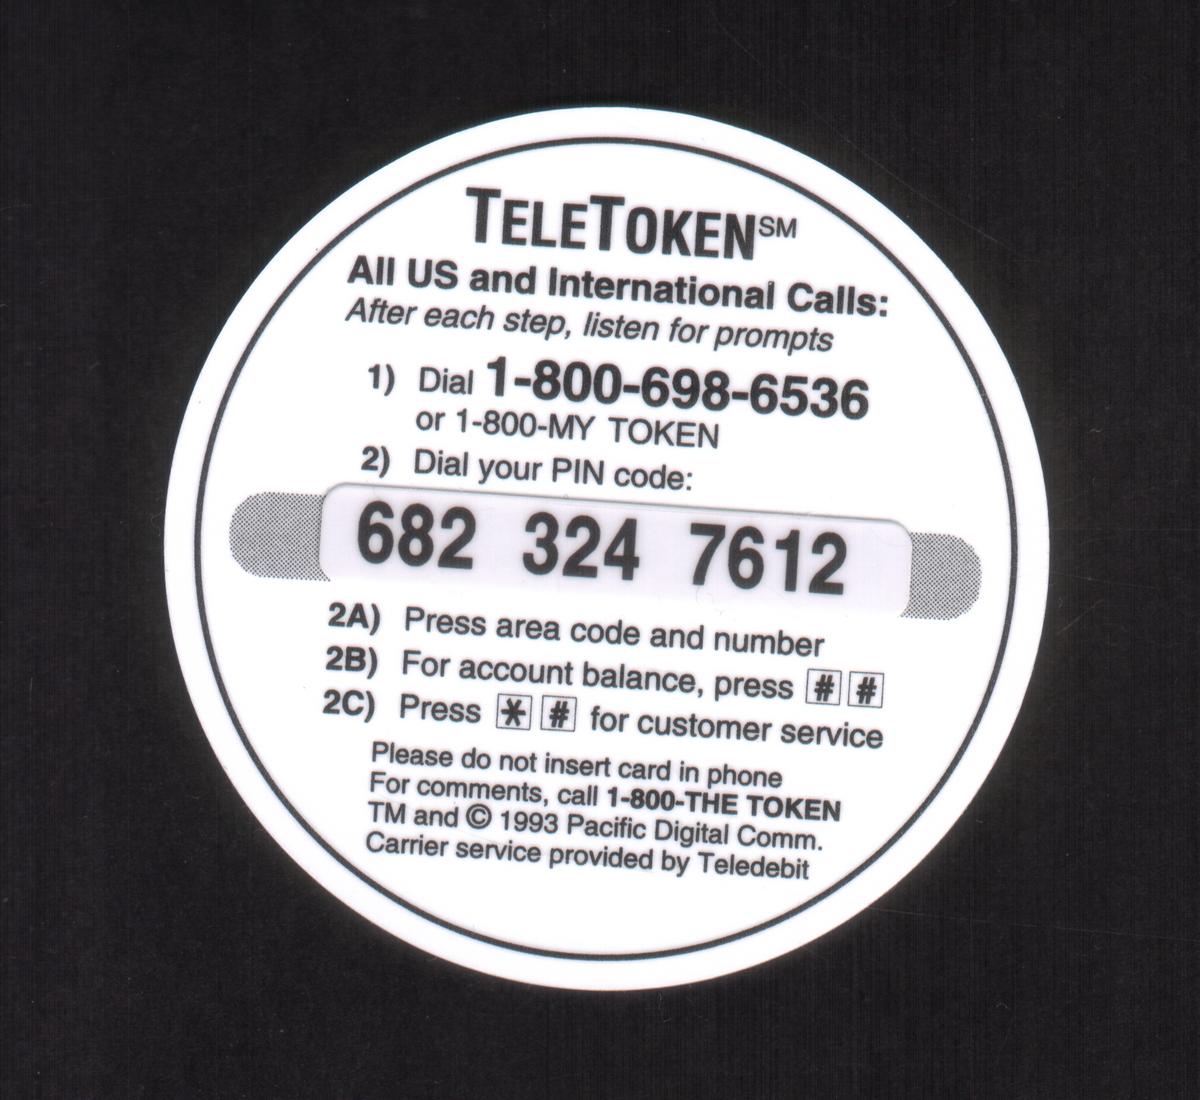 TELETOKEN℠
All US and International Calls:
After each step, listen for prompts
1) Dial 1-800-698-6536
or 1-800-MY TOKEN
2) Dial your PIN code:
682 324 7612
2A) Press area code and number
2B) For account balance, press # #
2C) Press * # for customer service
Please do not insert card in phone
For comments, call 1-800-THE TOKEN
TM and © 1993 Pacific Digital Comm.
Carrier service provided by Teledebit